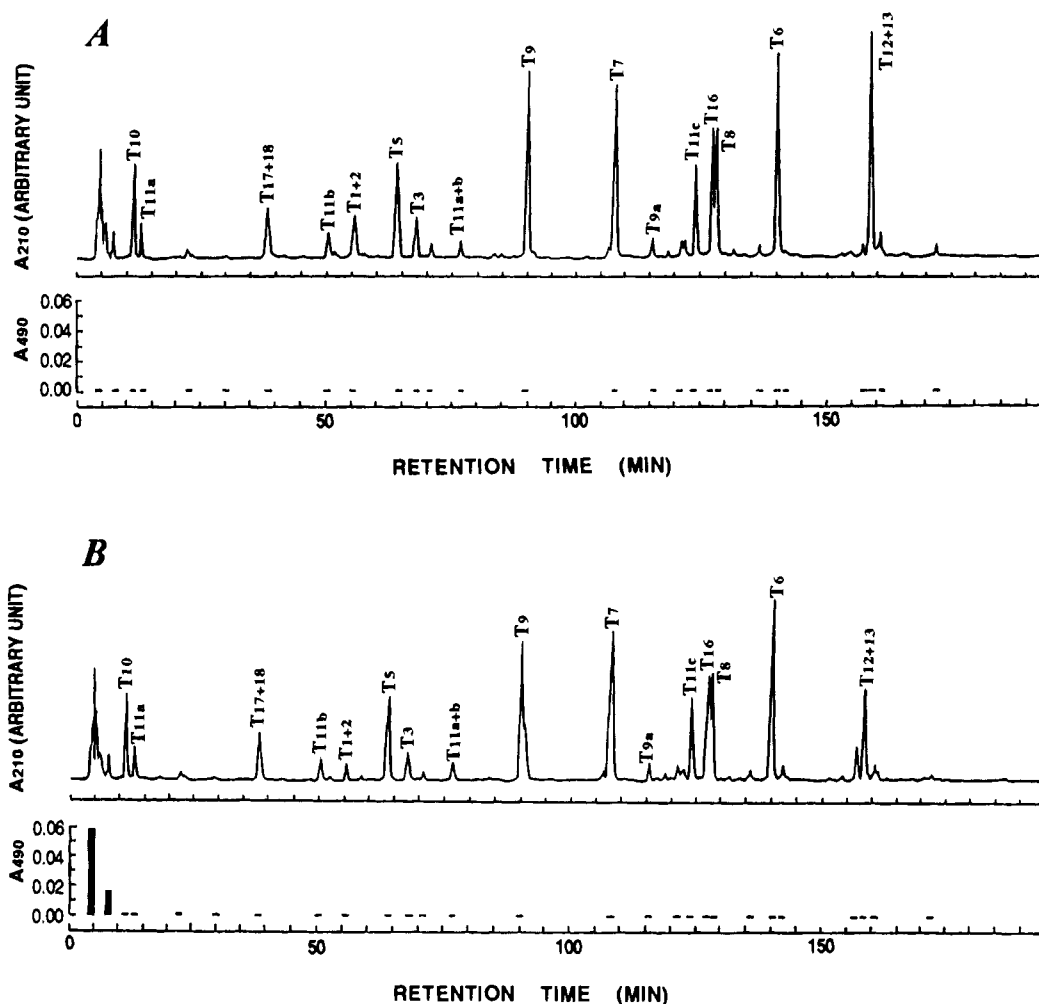 A
A210 (ARBITRARY UNIT)
T10
T11a
T17+18
T11b
T1+2
T5
T3
T11a+b
T9
T7
T9a
T11c
T16
T8
T6
T12+13
A490
0.06
0.04
0.02
0.00
0 50 100 150
RETENTION TIME (MIN)
B
A210 (ARBITRARY UNIT)
T10
T11a
T17+18
T11b
T1+2
T5
T3
T11a+b
T9
T7
T9a
T11c
T16
T8
T6
T12+13
A490
0.06
0.04
0.02
0.00
0 50 100 150
RETENTION TIME (MIN)